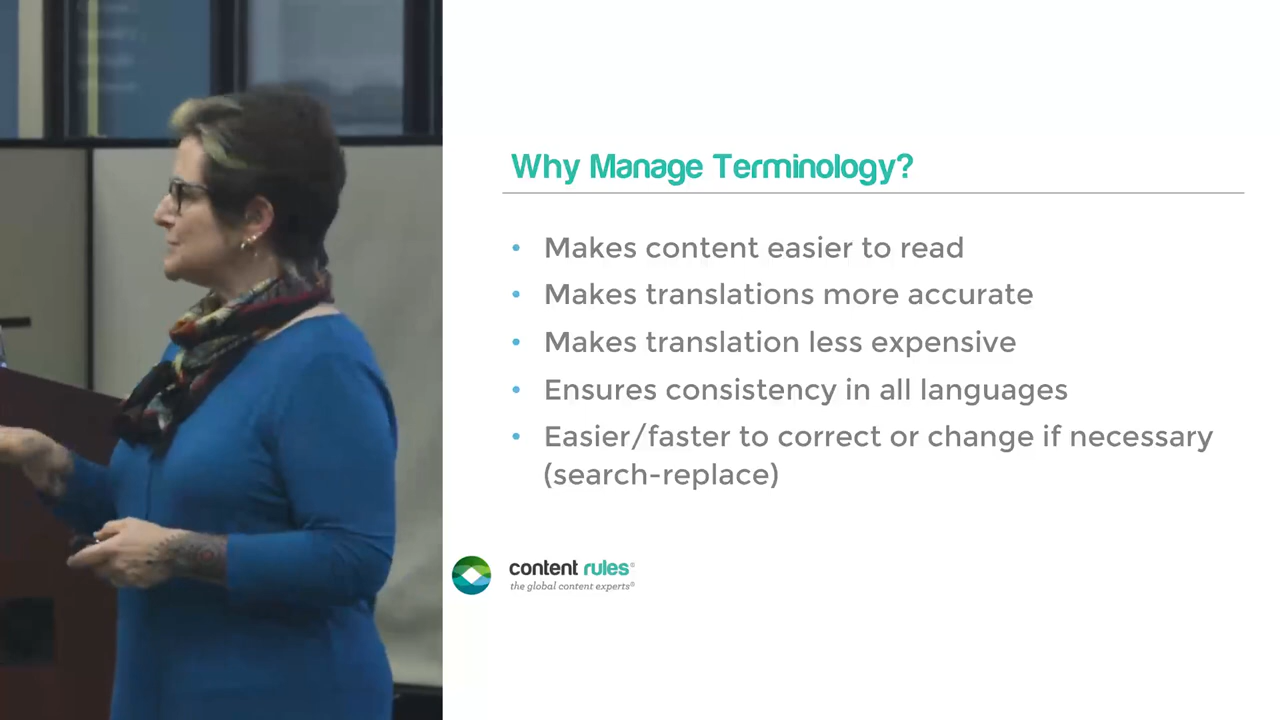 Why Manage Terminology?
• Makes content easier to read
• Makes translations more accurate
• Makes translation less expensive
• Ensures consistency in all languages
• Easier/faster to correct or change if necessary
(search-replace)
content rules®
the global content experts®